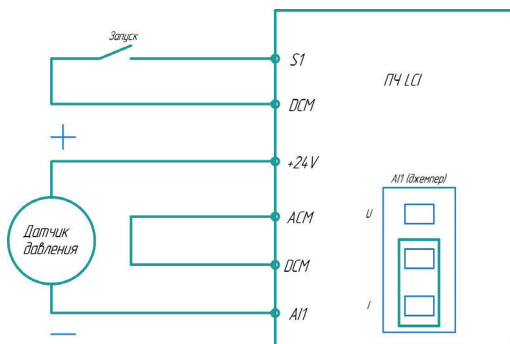 Запуск
S1
ПЧ LCI
DCM
+
+24V
AI1 (джемпер)
ACM
U
Датчик
давления
DCM
I
AI1
—